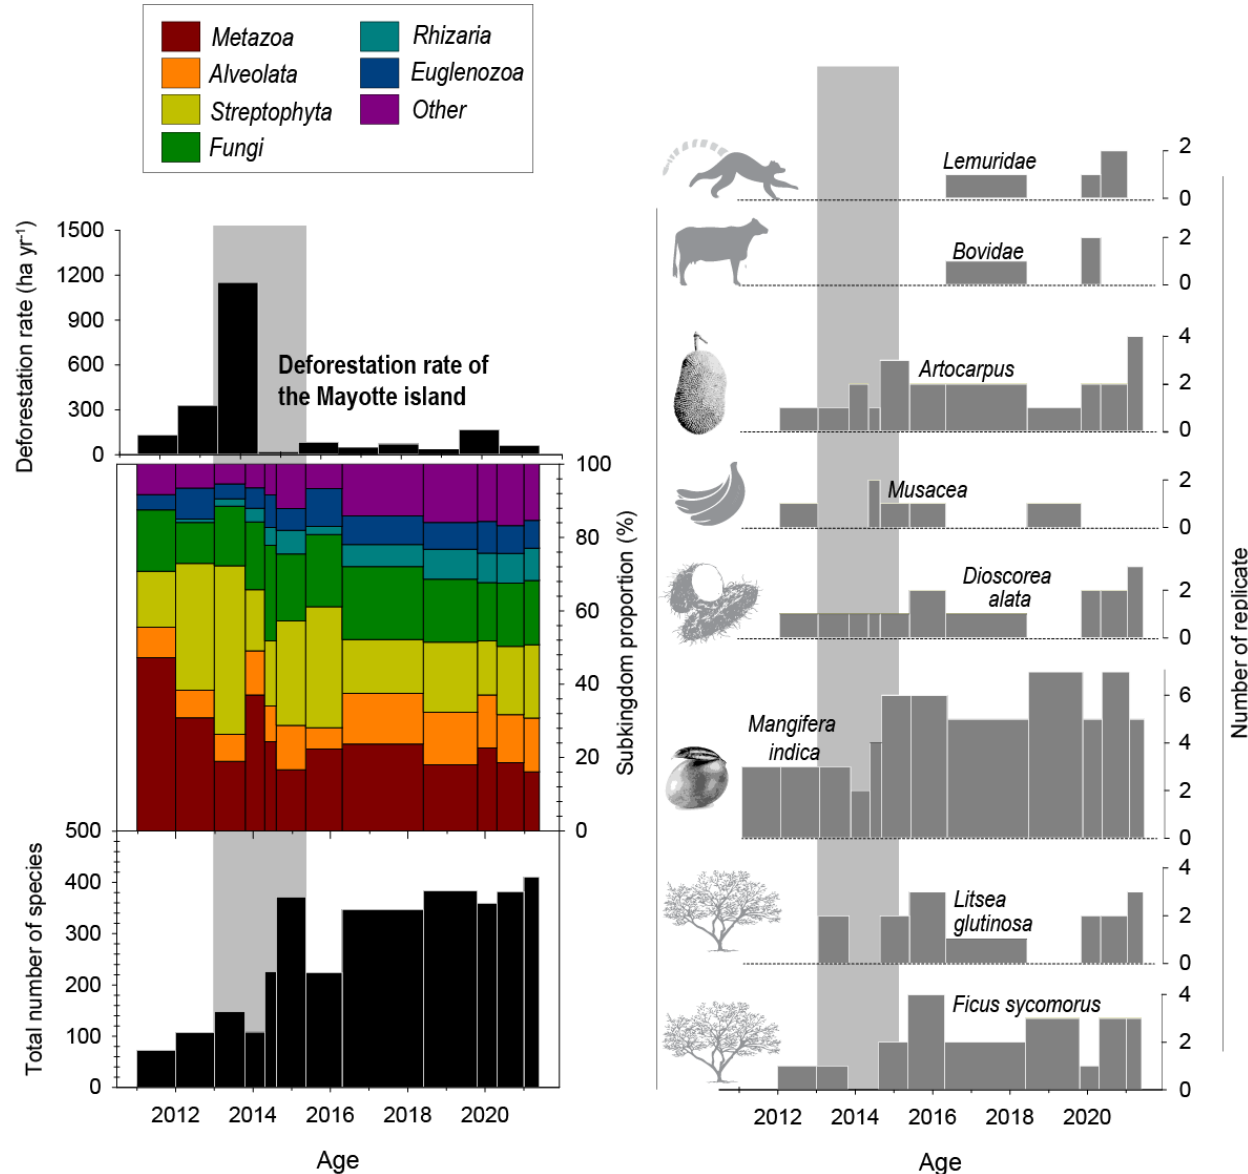 Metazoa
Alveolata
Streptophyta
Fungi
Rhizaria
Euglenozoa
Other
Deforestation rate (ha yr-1)
1500
1200
900
600
300
0
Deforestation rate of
the Mayotte island
Subkingdom proportion (%)
100
80
60
40
20
0
Total number of species
500
400
300
200
100
0
2012
2014
2016
2018
2020
Age
Lemuridae
2
0
Bovidae
2
0
Artocarpus
4
2
0
Musacea
2
0
Dioscorea
alata
2
0
Mangifera
indica
6
4
2
0
Litsea
glutinosa
4
2
0
Ficus sycomorus
4
2
0
Number of replicate
2012
2014
2016
2018
2020
Age